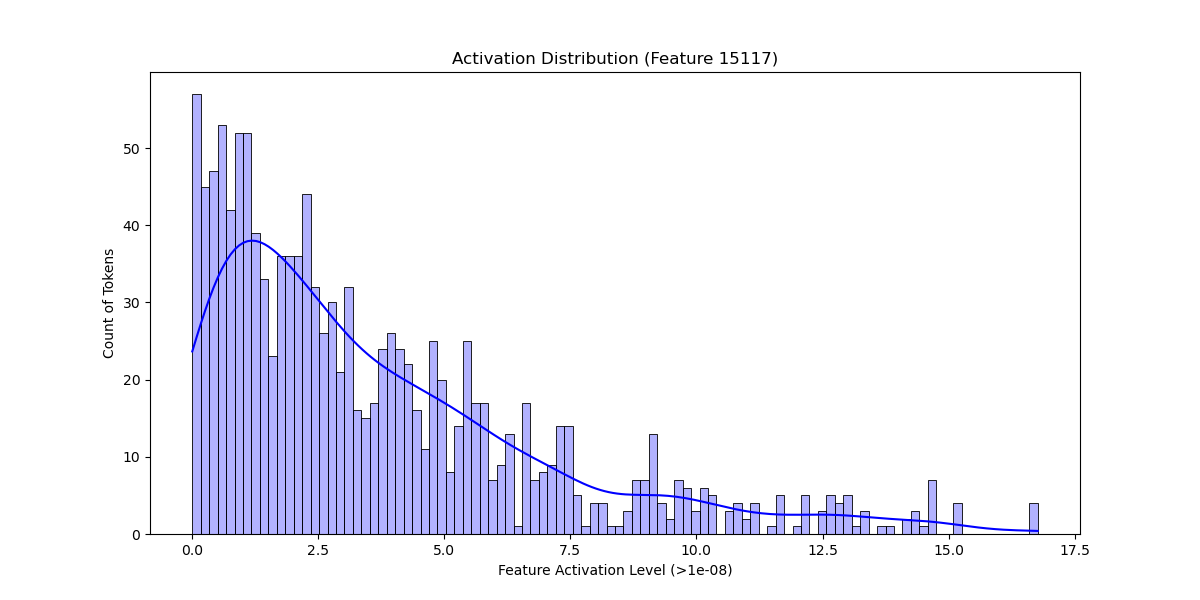 Activation Distribution (Feature 15117)
Count of Tokens
50
40
30
20
10
0
0.0 2.5 5.0 7.5 10.0 12.5 15.0 17.5
Feature Activation Level (>1e-08)